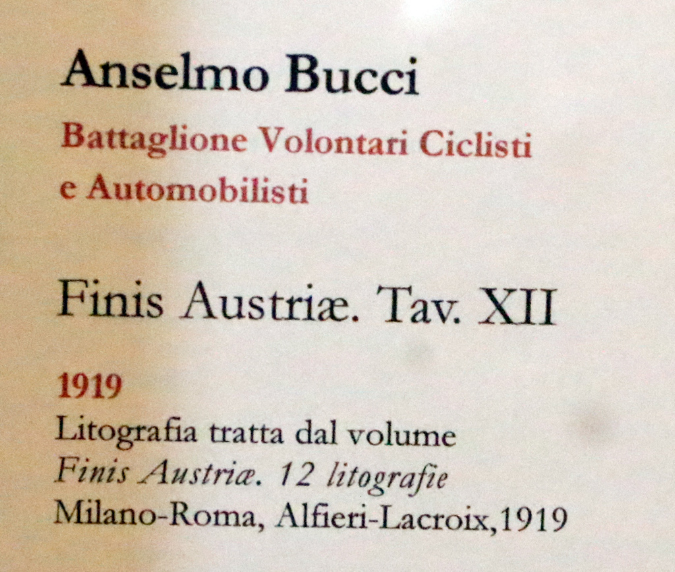 Anselmo Bucci
Battaglione Volontari Ciclisti
e Automobilisti
Finis Austriæ. Tav. XII
1919
Litografia tratta dal volume
Finis Austriæ. 12 litografie
Milano-Roma, Alfieri-Lacroix,1919